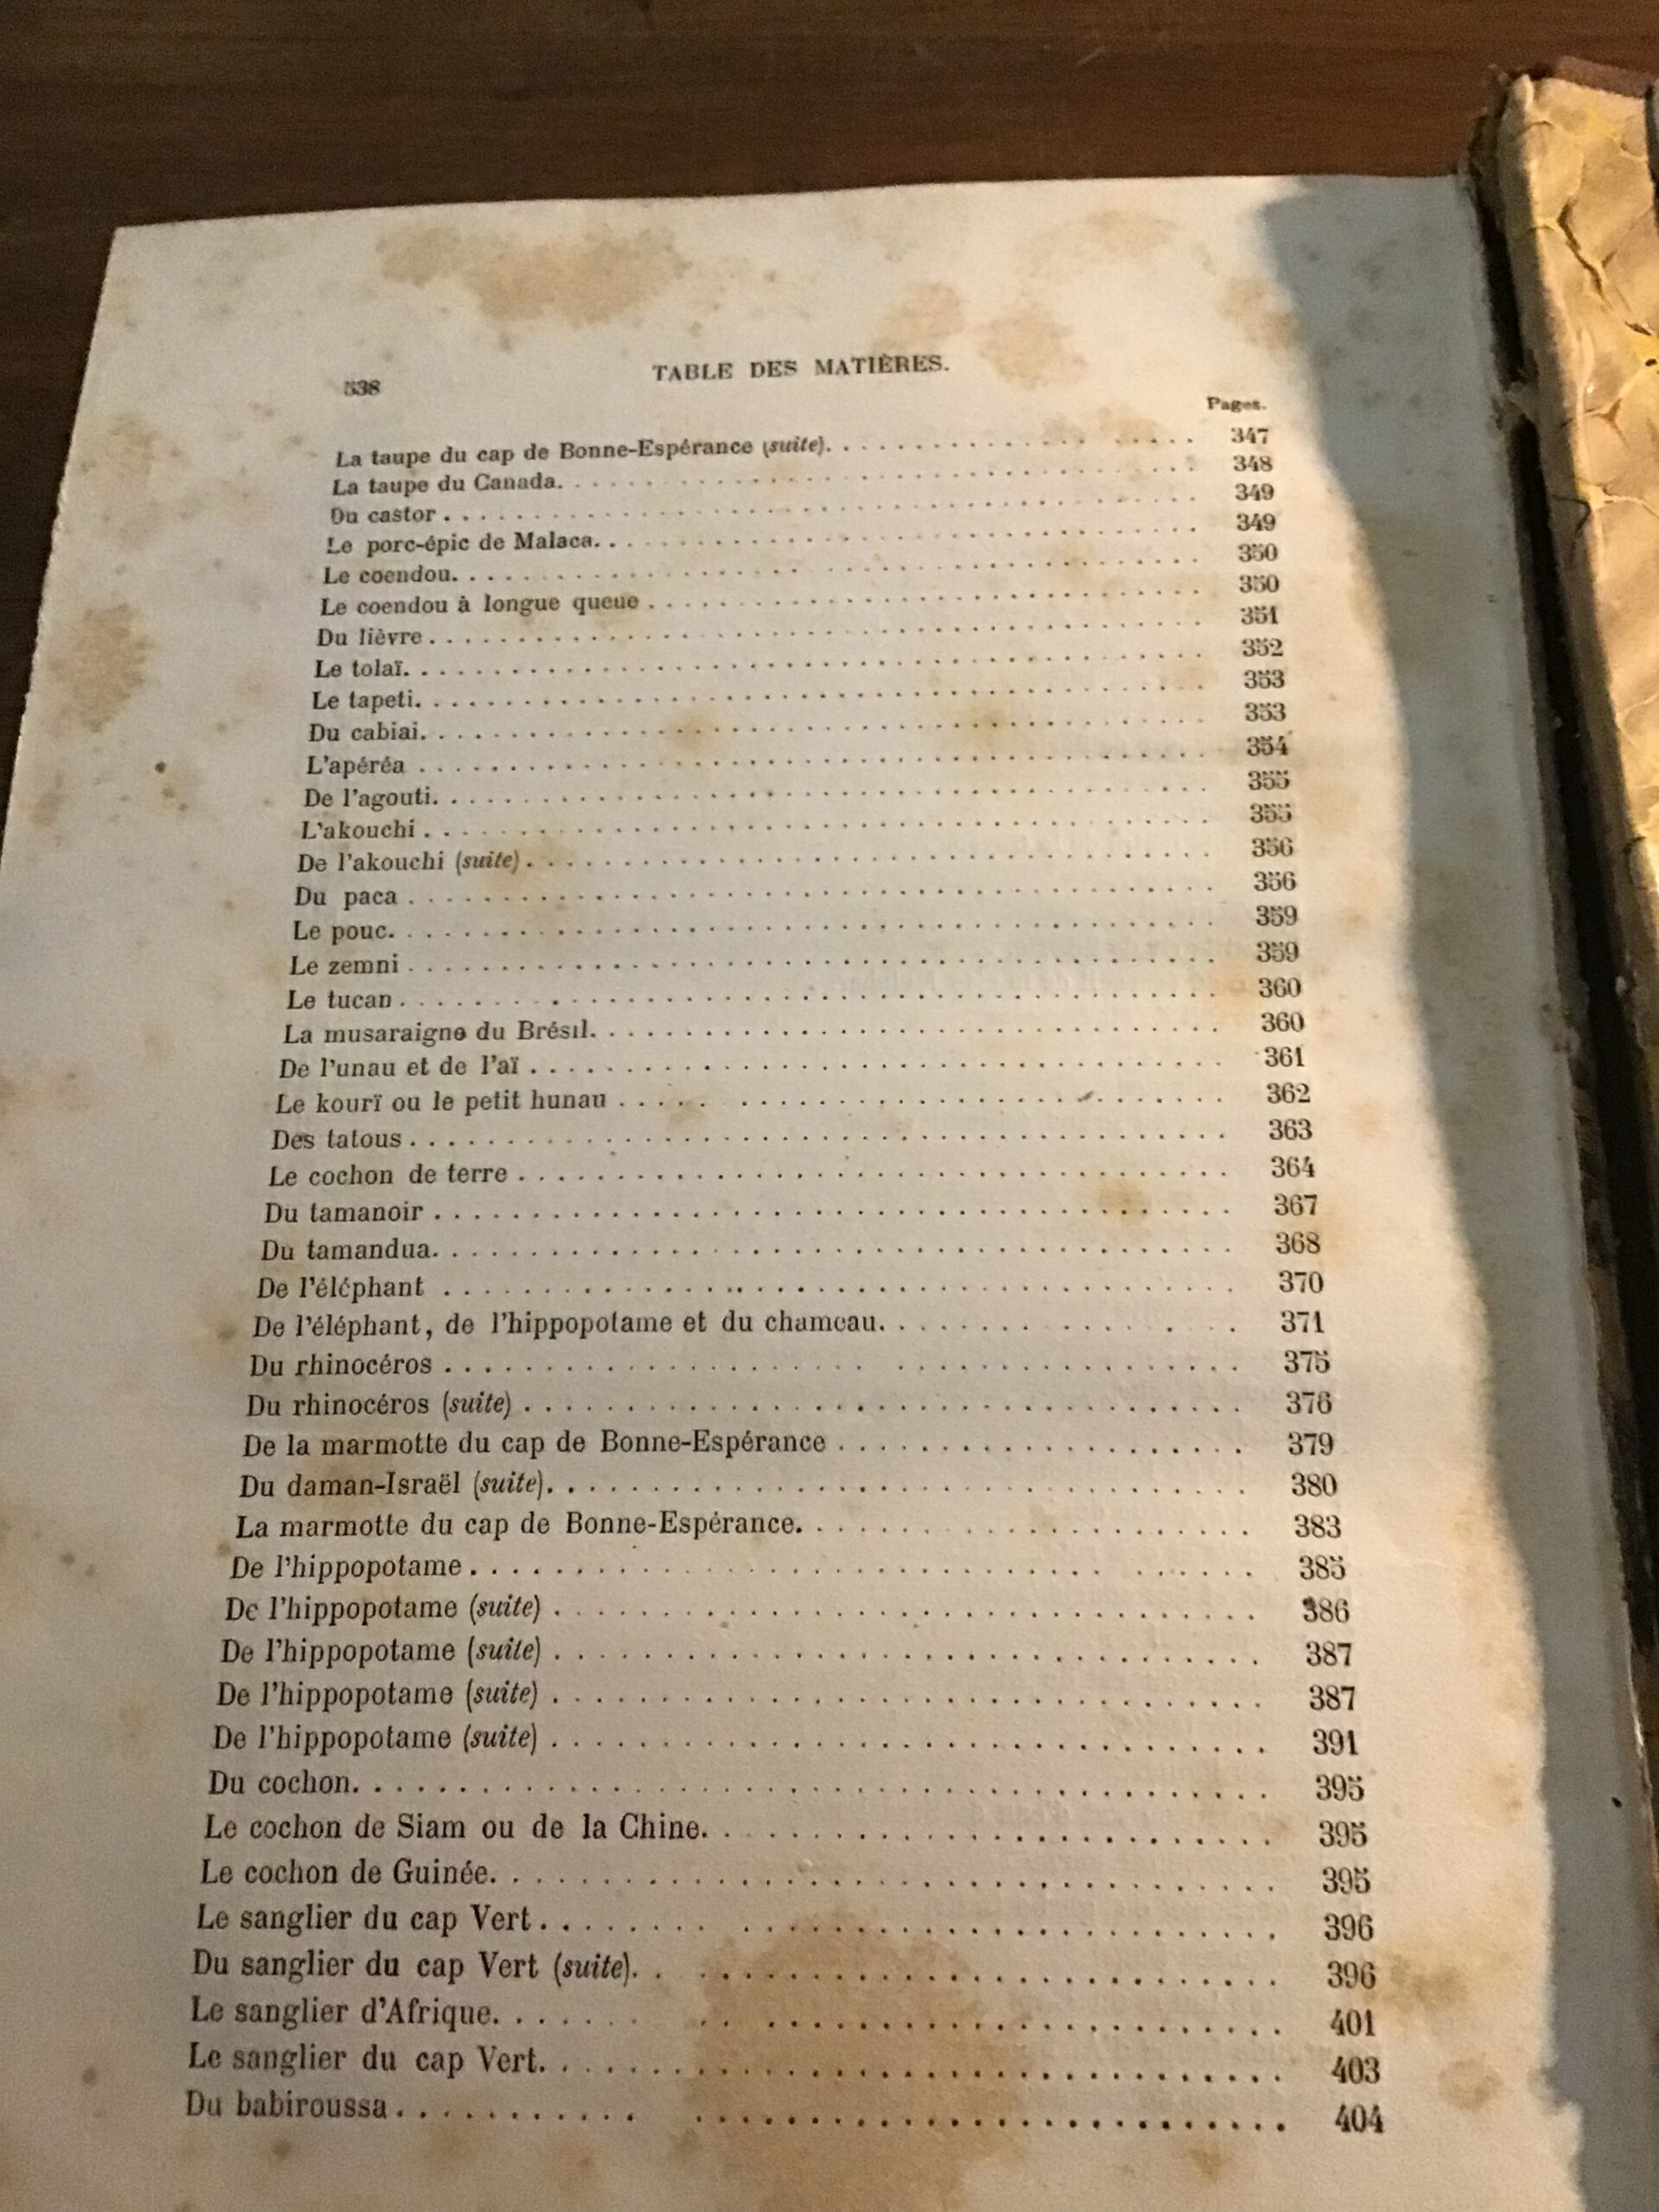 538
TABLE DES MATIÈRES.
Pages.
La taupe du cap de Bonne-Espérance (suite). 347
La taupe du Canada. 348
Du castor. 349
Le porc-épic de Malaca. 349
Le coendou. 350
Le coendou à longue queue. 350
Du lièvre. 351
Le tolaï. 352
Le tapeti. 353
Du cabiai. 353
L'apéréa. 354
De l'agouti. 355
L'akouchi. 355
De l'akouchi (suite). 356
Du paca. 356
Le pouc. 359
Le zemni. 359
Le tucan. 360
La musaraigne du Brésil. 360
De l'unau et de l'aï. 361
Le kourï ou le petit hunau. 362
Des tatous. 363
Le cochon de terre. 364
Du tamanoir. 367
Du tamandua. 368
De l'éléphant. 370
De l'éléphant, de l'hippopotame et du chameau. 371
Du rhinocéros. 375
Du rhinocéros (suite). 376
De la marmotte du cap de Bonne-Espérance. 379
Du daman-Israël (suite). 380
La marmotte du cap de Bonne-Espérance. 383
De l'hippopotame. 385
De l'hippopotame (suite). 386
De l'hippopotame (suite). 387
De l'hippopotame (suite). 387
De l'hippopotame (suite). 391
Du cochon. 395
Le cochon de Siam ou de la Chine. 395
Le cochon de Guinée. 395
Le sanglier du cap Vert. 396
Du sanglier du cap Vert (suite). 396
Le sanglier d'Afrique. 401
Le sanglier du cap Vert. 403
Du babiroussa. 404